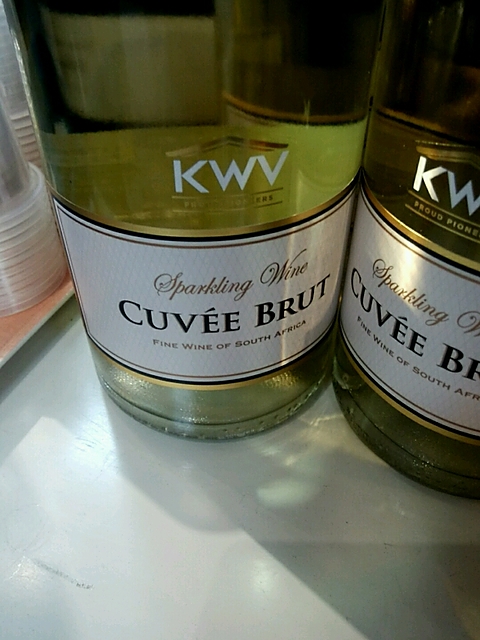 KWV
Sparkling Wine
CUVÉE BRUT
FINE WINE OF SOUTH AFRICA
KW
PROUD PIONE
Sparkling W
CUVÉE BR
FINE WINE OF SOUTH AFR